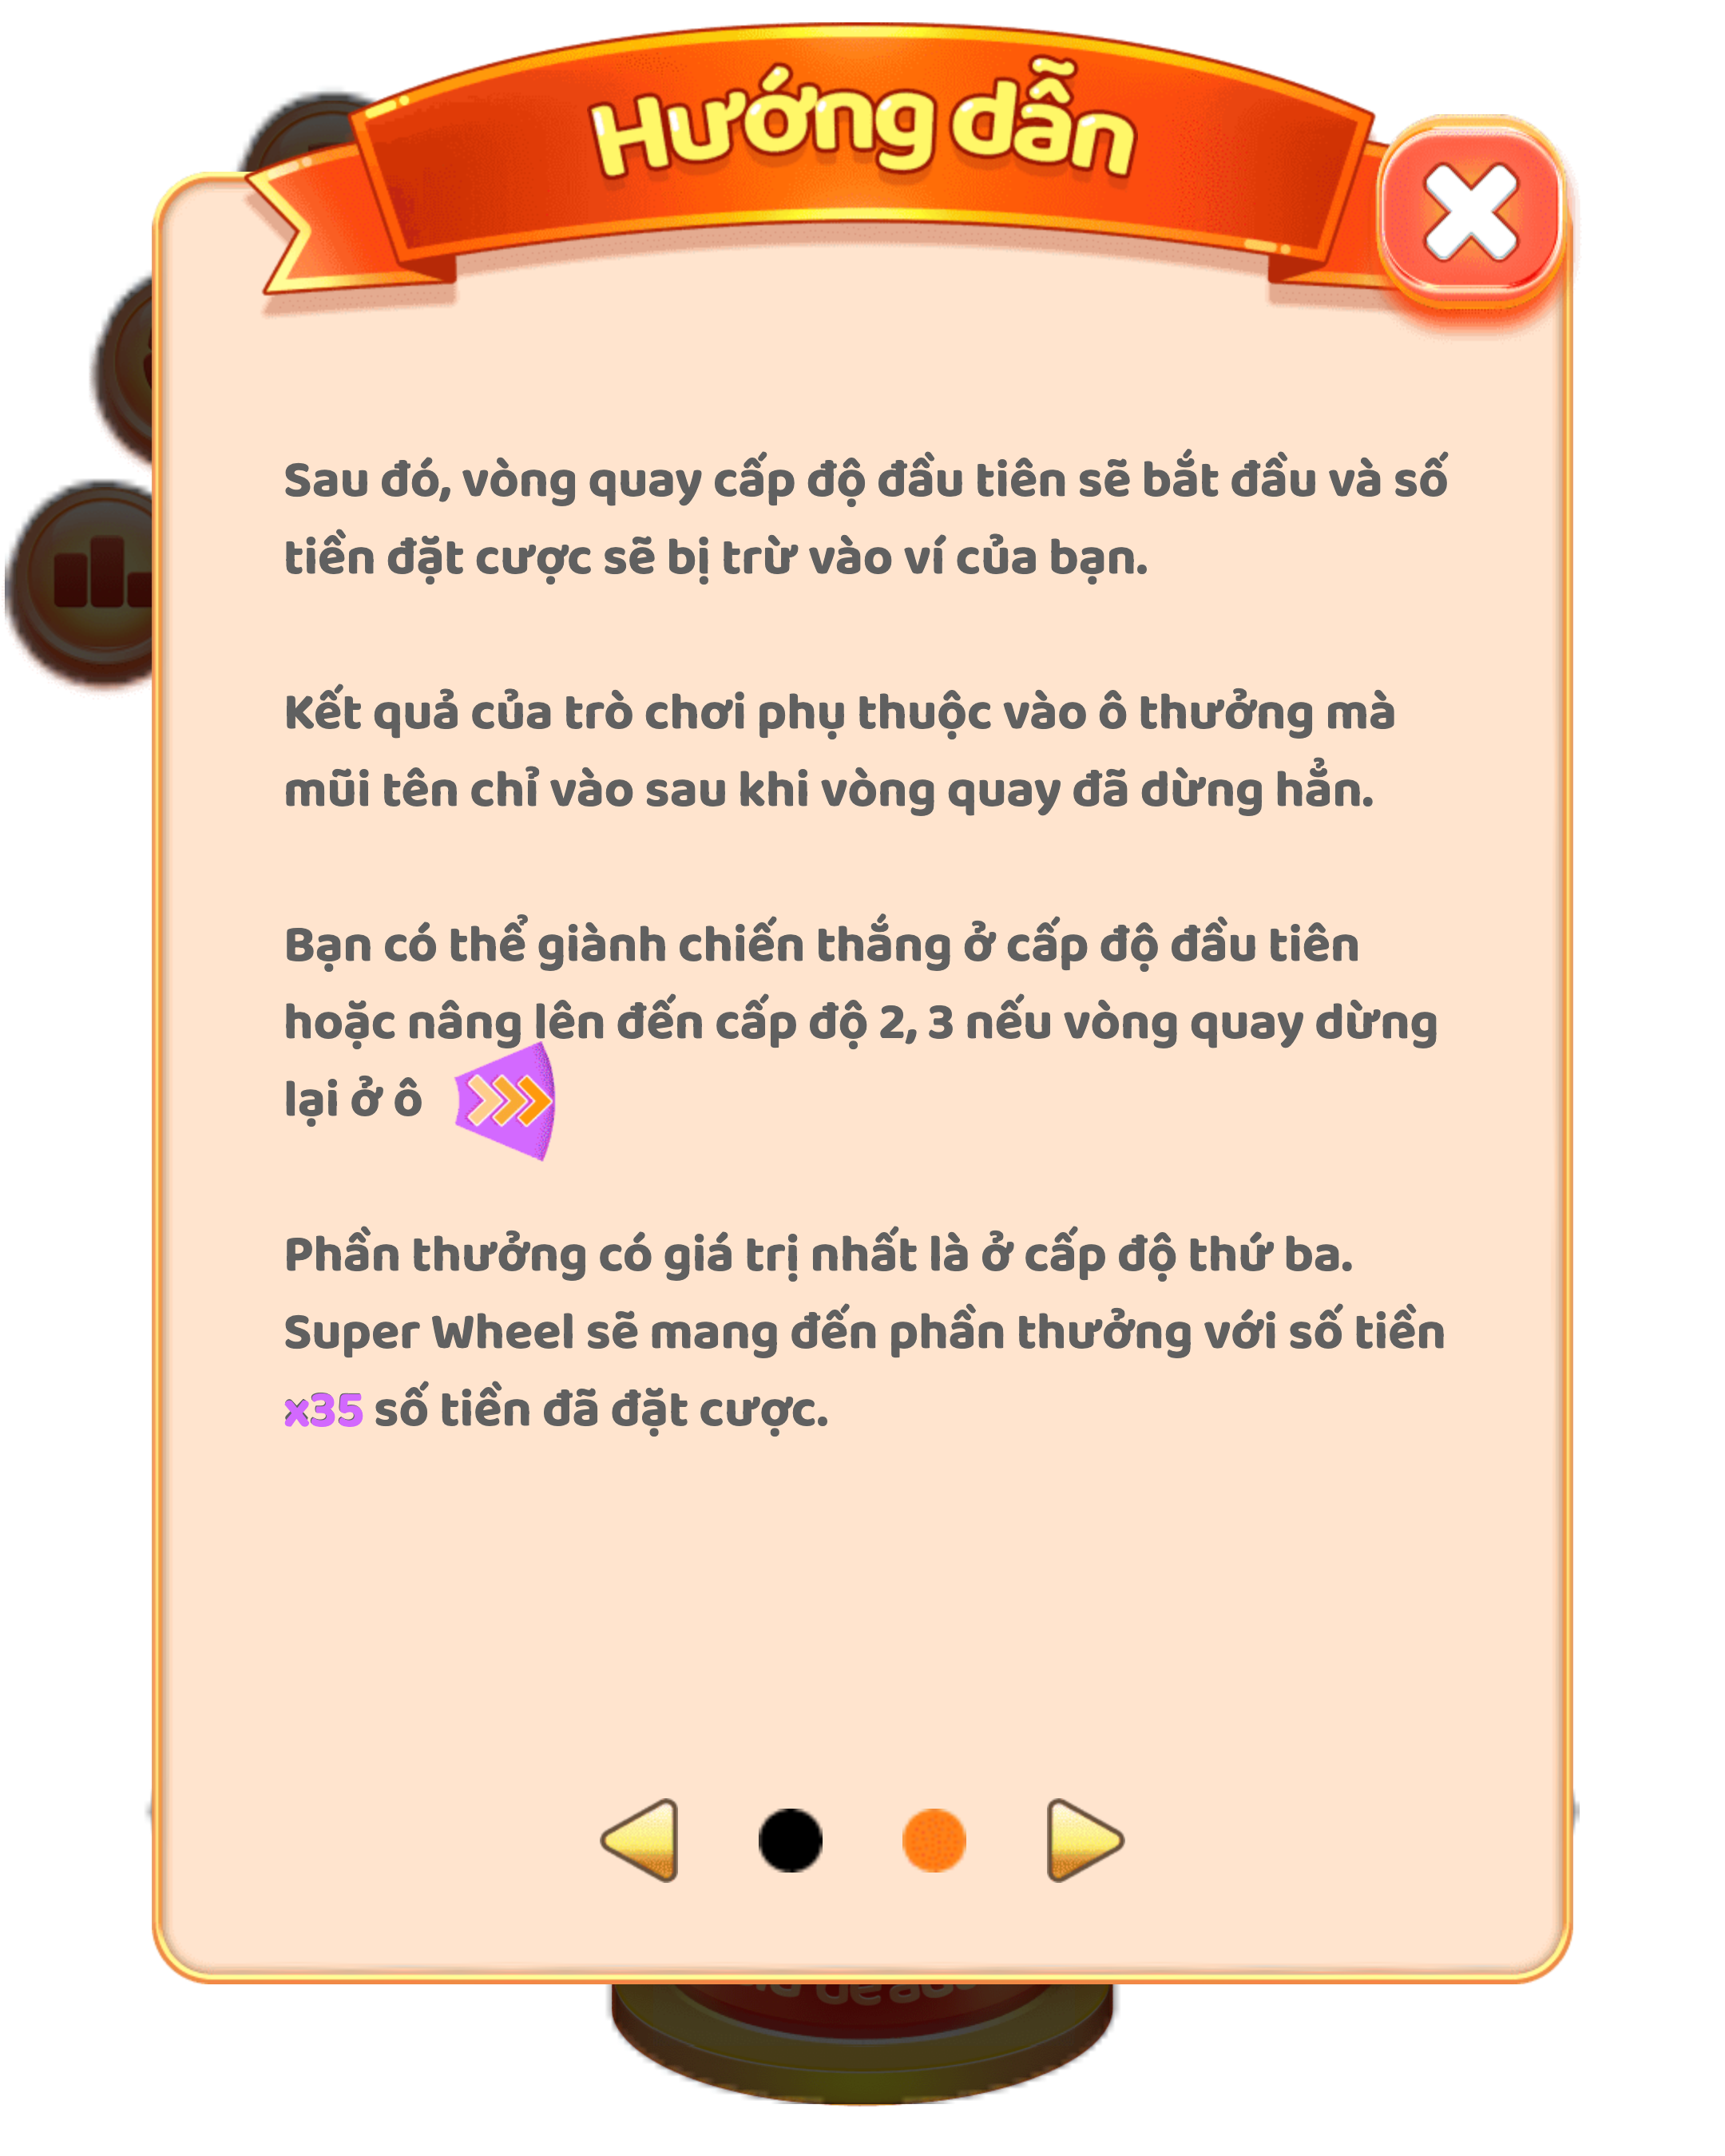 Hướng dẫn
Sau đó, vòng quay cấp độ đầu tiên sẽ bắt đầu và số
tiền đặt cược sẽ bị trừ vào ví của bạn.
Kết quả của trò chơi phụ thuộc vào ô thưởng mà
mũi tên chỉ vào sau khi vòng quay đã dừng hẳn.
Bạn có thể giành chiến thắng ở cấp độ đầu tiên
hoặc nâng lên đến cấp độ 2, 3 nếu vòng quay dừng
lại ở ô
Phần thưởng có giá trị nhất là ở cấp độ thứ ba.
Super Wheel sẽ mang đến phần thưởng với số tiền
x35 số tiền đã đặt cược.